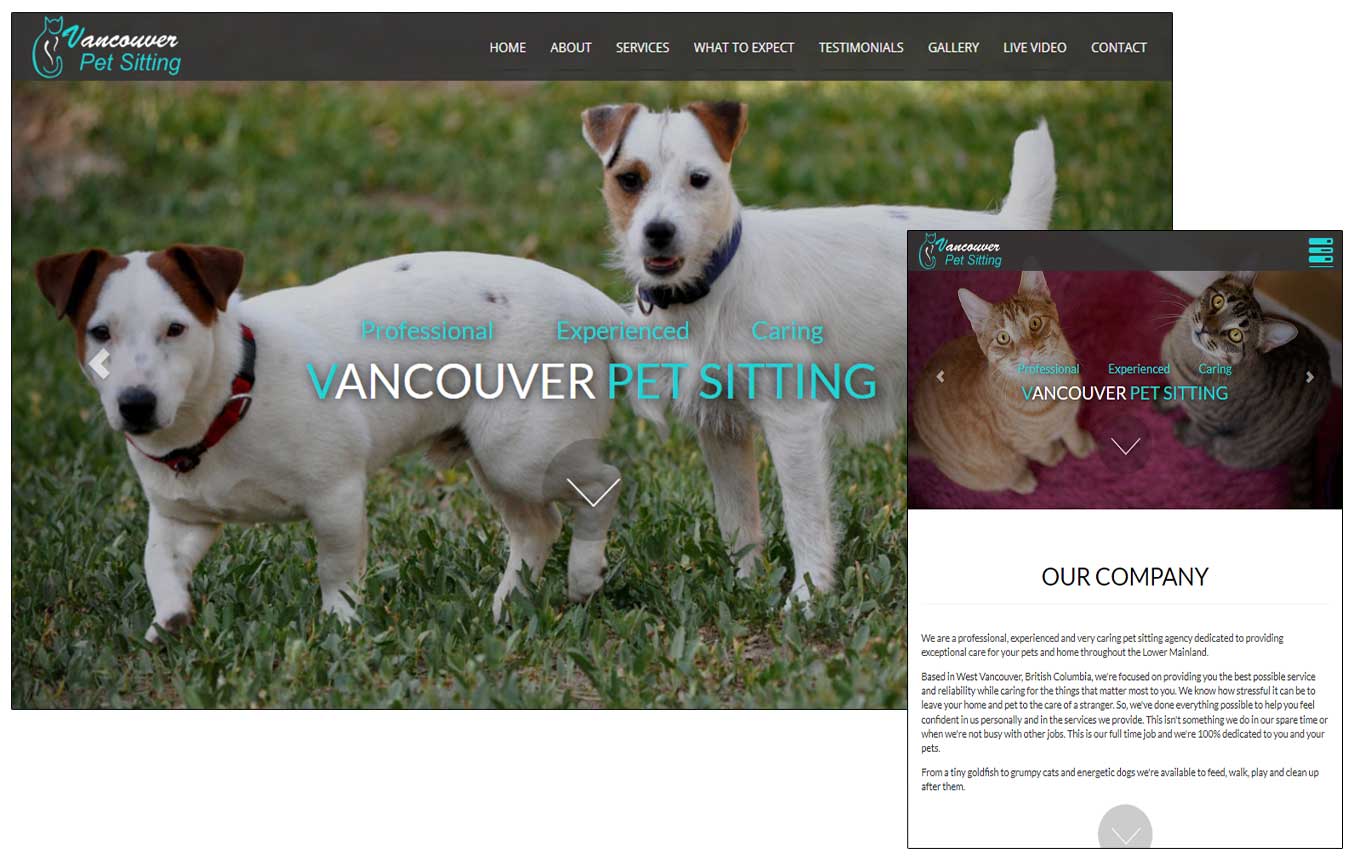 Vancouver
Pet Sitting
HOME ABOUT SERVICES WHAT TO EXPECT TESTIMONIALS GALLERY LIVE VIDEO CONTACT
Professional Experienced Caring
VANCOUVER PET SITTING
Vancouver
Pet Sitting
Professional Experienced Caring
VANCOUVER PET SITTING
OUR COMPANY
We are a professional, experienced and very caring pet sitting agency dedicated to providing
exceptional care for your pets and home throughout the Lower Mainland.
Based in West Vancouver, British Columbia, we're focused on providing you the best possible service
and reliability while caring for the things that matter most to you. We know how stressful it can be to
leave your home and pet to the care of a stranger. So, we've done everything possible to help you feel
confident in us personally and in the services we provide. This isn't something we do in our spare time or
when we're not busy with other jobs. This is our full time job and we're 100% dedicated to you and your
pets.
From a tiny goldfish to grumpy cats and energetic dogs we're available to feed, walk, play and clean up
after them.